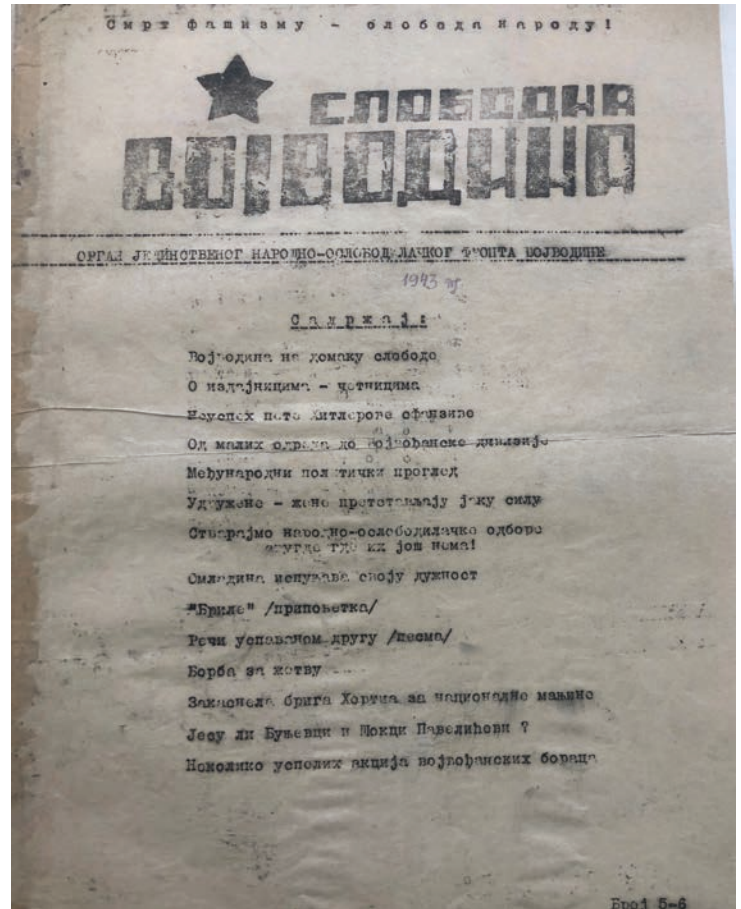 Смрт фашизму - слобода народу!
СЛОБОДНА
ВОЈВОДИНА
ОРГАН ЈЕДИНСТВЕНОГ НАРОДНО-ОСЛОБОДИЛАЧКОГ ФРОНТА ВОЈВОДИНЕ
1943
Садржај:
Војводина на домаку слободе
О издајницима - четницима
Неуспех пете Хитлерове офанзиве
Од малих одреда до војвођанске дивизије
Међународни политички преглед
Удружене - жене претстављају јаку силу
Стварајмо народно-ослободилачке одборе
свугде где их још нема!
Омладина испуњава своју дужност
"Бриле" /приповетка/
Речи успаваном другу /песма/
Борба за жетву
Закаснела брига Хортиа за националне мањине
Јесу ли Буњевци и Шокци Павелићеви ?
Неколико успелих акција војвођанских бораца
Број 5-6